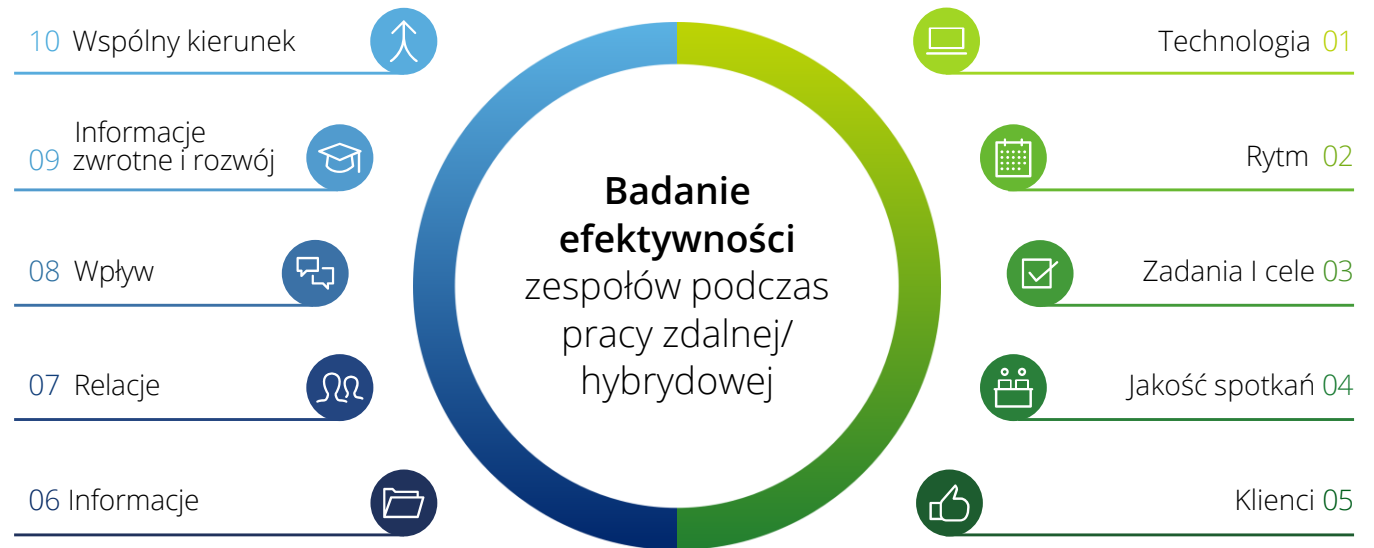 10 Wspólny kierunek
Informacje
09 zwrotne i rozwój
08 Wpływ
07 Relacje
06 Informacje
Badanie
efektywności
zespołów podczas
pracy zdalnej/
hybrydowej
Technologia 01
Rytm 02
Zadania I cele 03
Jakość spotkań 04
Klienci 05